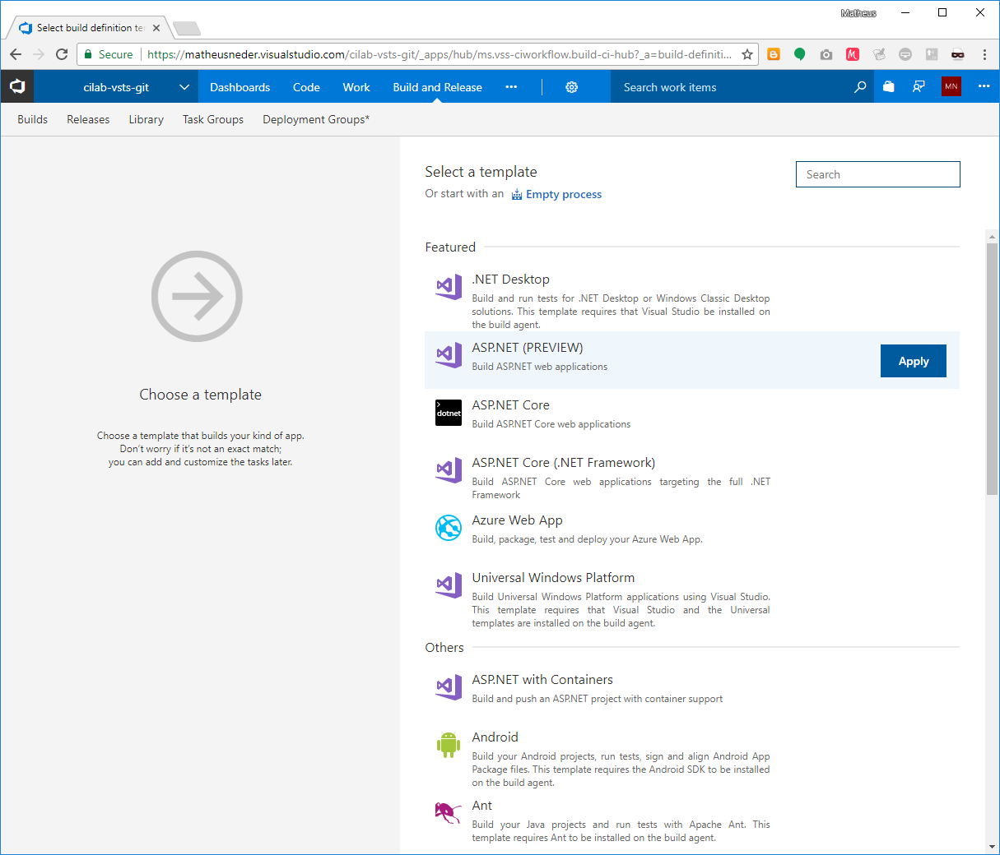 Matheus
Select build definition te
Secure
https://matheusneder.visualstudio.com/cilab-vsts-git/_apps/hub/ms.vss-ciworkflow.build-ci-hub?_a=build-definiti...
cilab-vsts-git
Dashboards
Code
Work
Build and Release
Search work items
MN
Builds
Releases
Library
Task Groups
Deployment Groups*
Choose a template
Choose a template that builds your kind of app.
Don't worry if it's not an exact match;
you can add and customize the tasks later.
Select a template
Search
Or start with an Empty process
Featured
.NET Desktop
Build and run tests for .NET Desktop or Windows Classic Desktop
solutions. This template requires that Visual Studio be installed on
the build agent.
ASP.NET (PREVIEW)
Build ASP.NET web applications
Apply
dotnet
ASP.NET Core
Build ASP.NET Core web applications
ASP.NET Core (.NET Framework)
Build ASP.NET Core web applications targeting the full .NET
Framework
Azure Web App
Build, package, test and deploy your Azure Web App.
Universal Windows Platform
Build Universal Windows Platform applications using Visual Studio.
This template requires that Visual Studio and the Universal
templates are installed on the build agent.
Others
ASP.NET with Containers
Build and push an ASP.NET project with container support
Android
Build your Android projects, run tests, sign and align Android App
Package files. This template requires the Android SDK to be installed
on the build agent.
Ant
Build your Java projects and run tests with Apache Ant. This
template requires Ant to be installed on the build agent.